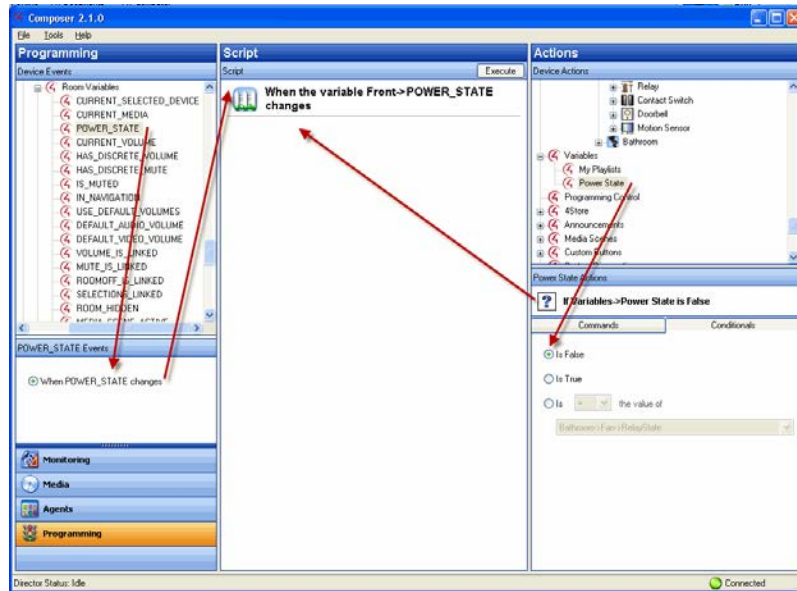 Composer 2.1.0
File Tools Help
Programming
Device Events
Room Variables
CURRENT_SELECTED_DEVICE
CURRENT_MEDIA
POWER_STATE
CURRENT_VOLUME
HAS_DISCRETE_VOLUME
HAS_DISCRETE_MUTE
IS_MUTED
IN_NAVIGATION
USE_DEFAULT_VOLUMES
DEFAULT_AUDIO_VOLUME
DEFAULT_VIDEO_VOLUME
VOLUME_IS_LINKED
MUTE_IS_LINKED
ROOMOFF_IS_LINKED
SELECTIONS_LINKED
ROOM_HIDDEN
POWER_STATE Events
When POWER_STATE changes
Monitoring
Media
Agents
Programming
Script
Script
Execute
When the variable Front->POWER_STATE
changes
Actions
Device Actions
Relay
Contact Switch
Doorbell
Motion Sensor
Bathroom
Variables
My Playlists
Power State
Programming Control
4Store
Announcements
Media Scenes
Custom Buttons
Power State Actions
If Variables->Power State is False
Commands Conditionals
Is False
Is True
Is = the value of
Bathroom->Fan->RelayState
Director Status: Idle
Connected